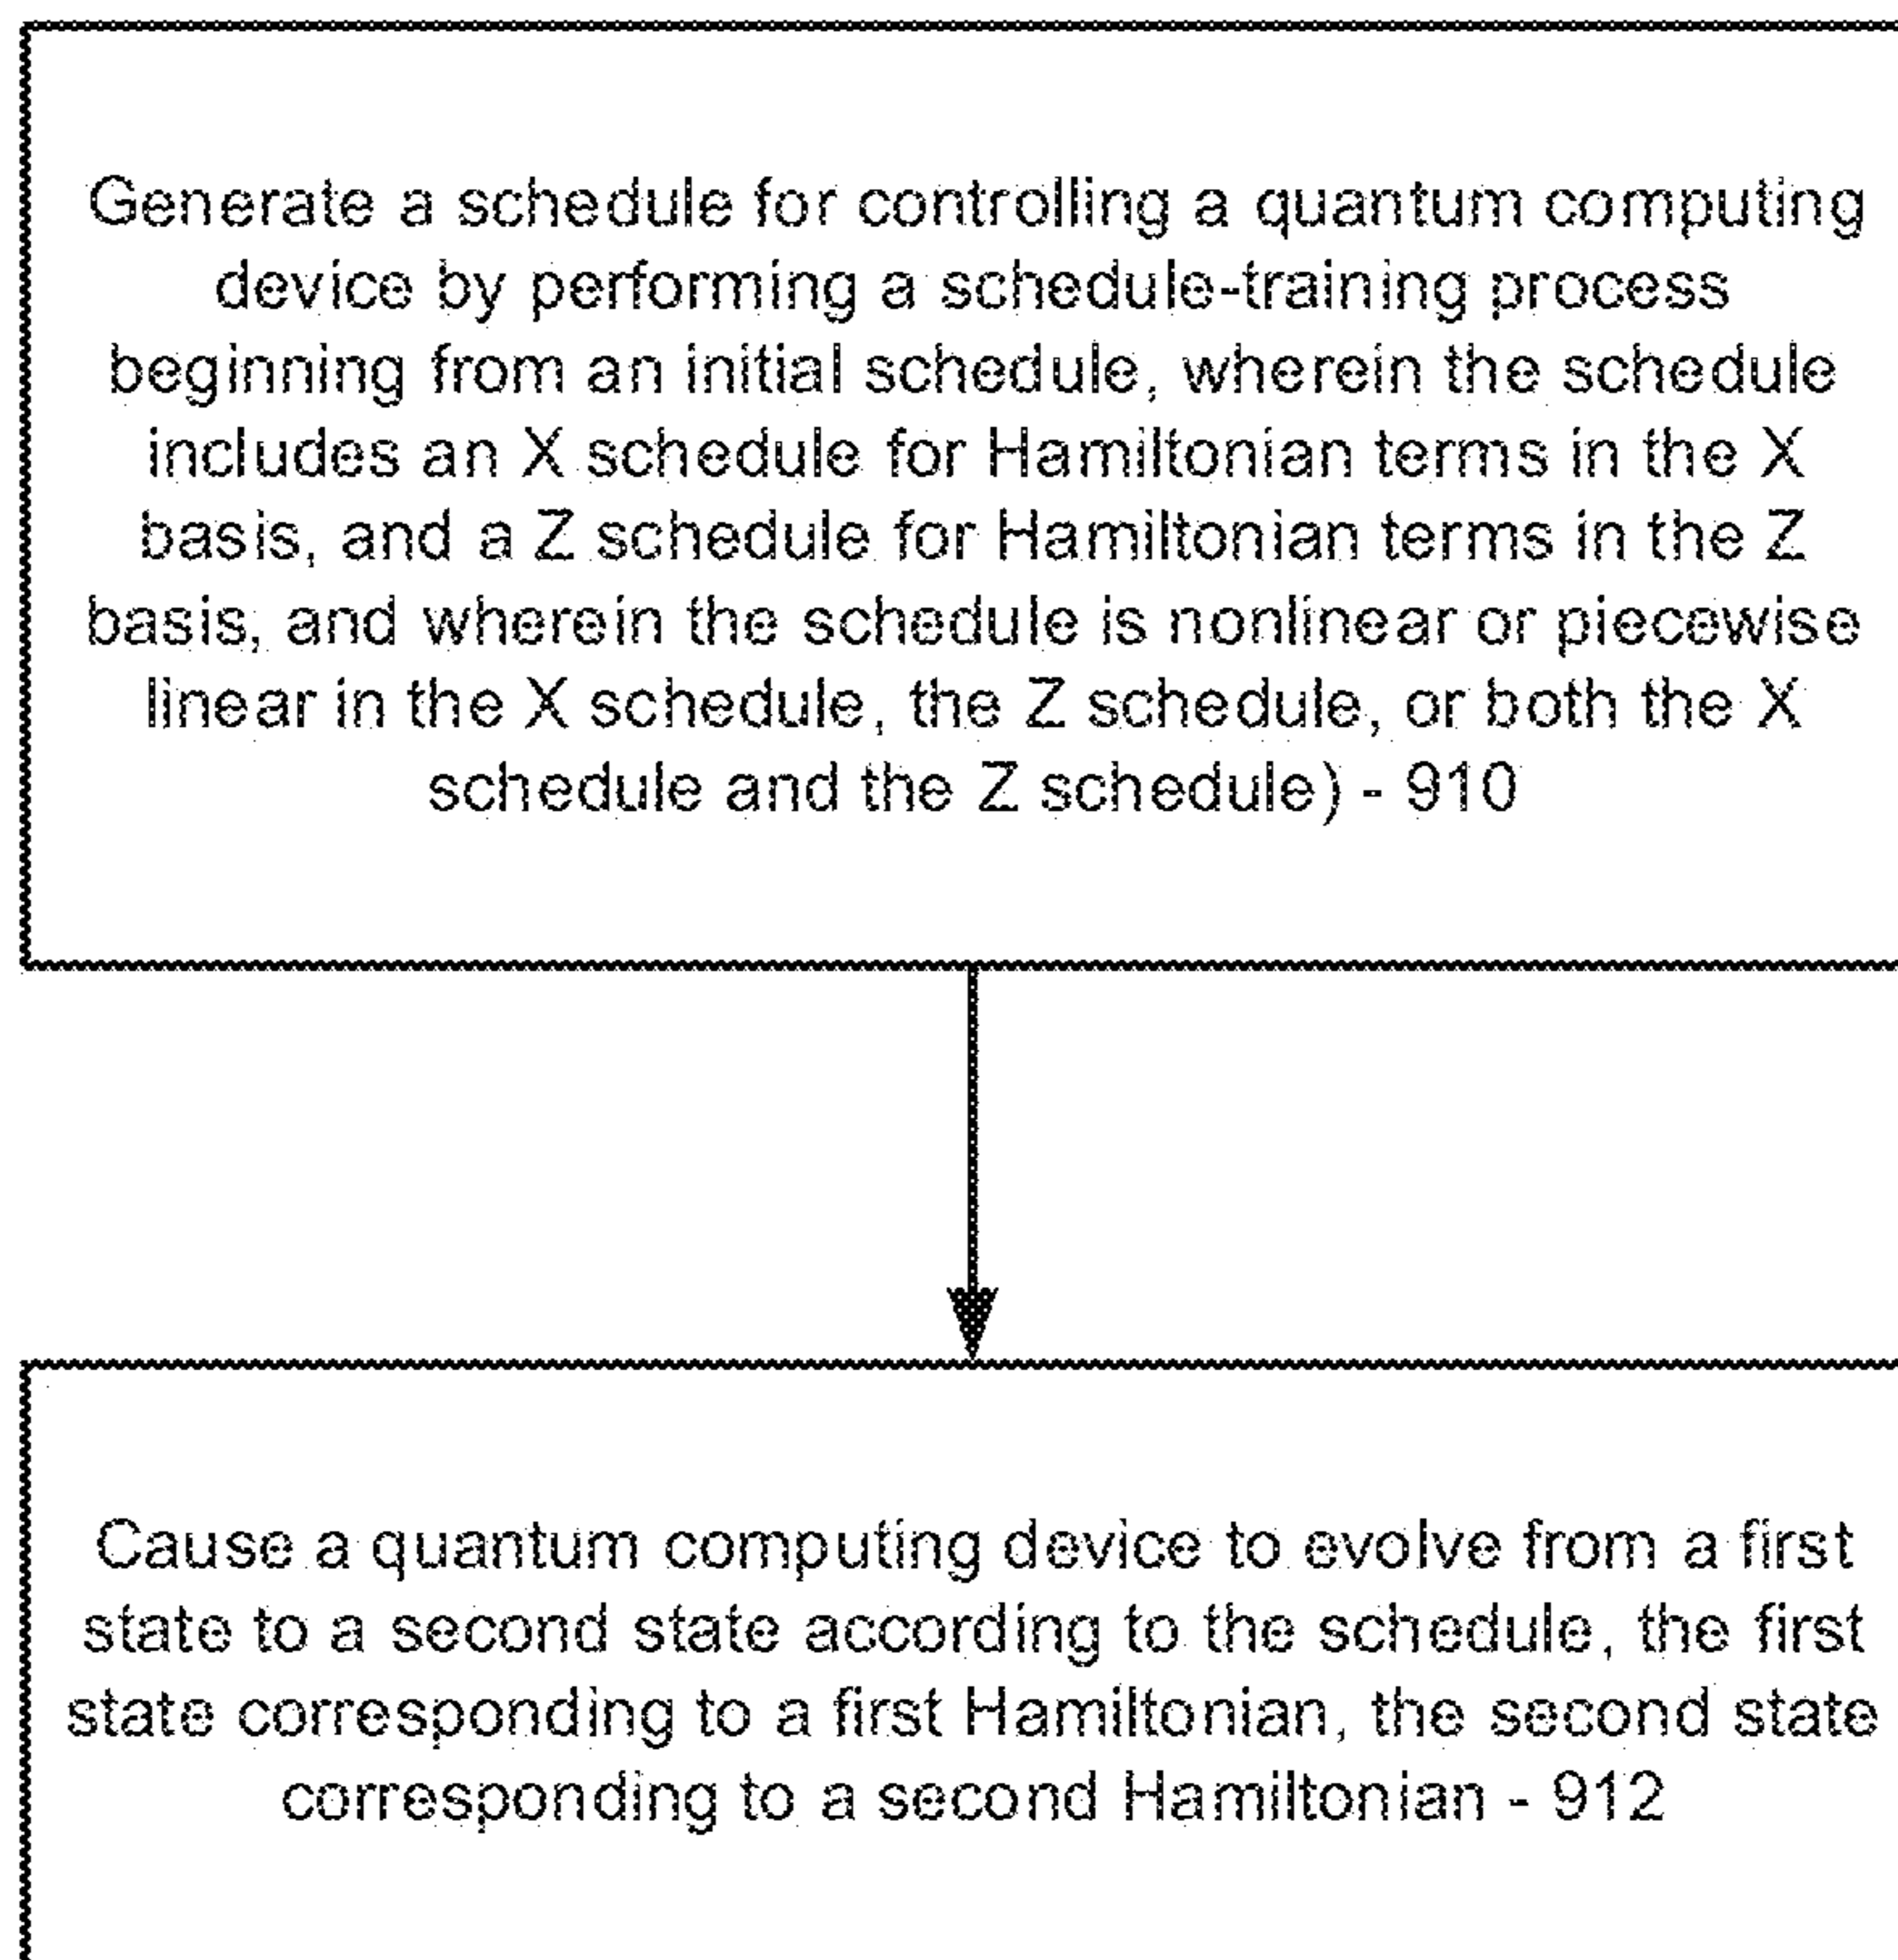 Generate a schedule for controlling a quantum computing
device by performing a schedule-training process
beginning from an initial schedule, wherein the schedule
includes an X schedule for Hamiltonian terms in the X
basis, and a Z schedule for Hamiltonian terms in the Z
basis, and wherein the schedule is nonlinear or piecewise
linear in the X schedule, the Z schedule, or both the X
schedule and the Z schedule) - 910
Cause a quantum computing device to evolve from a first
state to a second state according to the schedule, the first
state corresponding to a first Hamiltonian, the second state
corresponding to a second Hamiltonian - 912